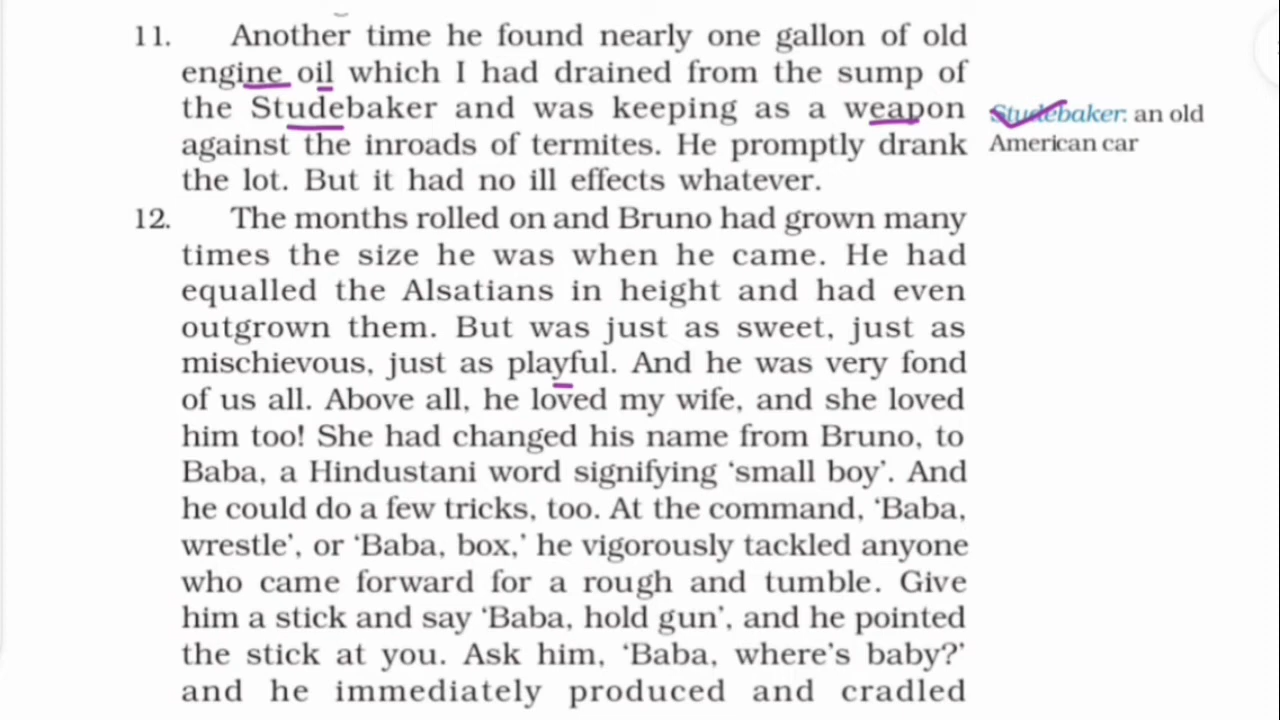 11. Another time he found nearly one gallon of old
engine oil which I had drained from the sump of
the Studebaker and was keeping as a weapon
against the inroads of termites. He promptly drank
the lot. But it had no ill effects whatever.
Studebaker: an old
American car
12. The months rolled on and Bruno had grown many
times the size he was when he came. He had
equalled the Alsatians in height and had even
outgrown them. But was just as sweet, just as
mischievous, just as playful. And he was very fond
of us all. Above all, he loved my wife, and she loved
him too! She had changed his name from Bruno, to
Baba, a Hindustani word signifying ‘small boy’. And
he could do a few tricks, too. At the command, ‘Baba,
wrestle’, or ‘Baba, box,’ he vigorously tackled anyone
who came forward for a rough and tumble. Give
him a stick and say ‘Baba, hold gun’, and he pointed
the stick at you. Ask him, ‘Baba, where’s baby?’
and he immediately produced and cradled